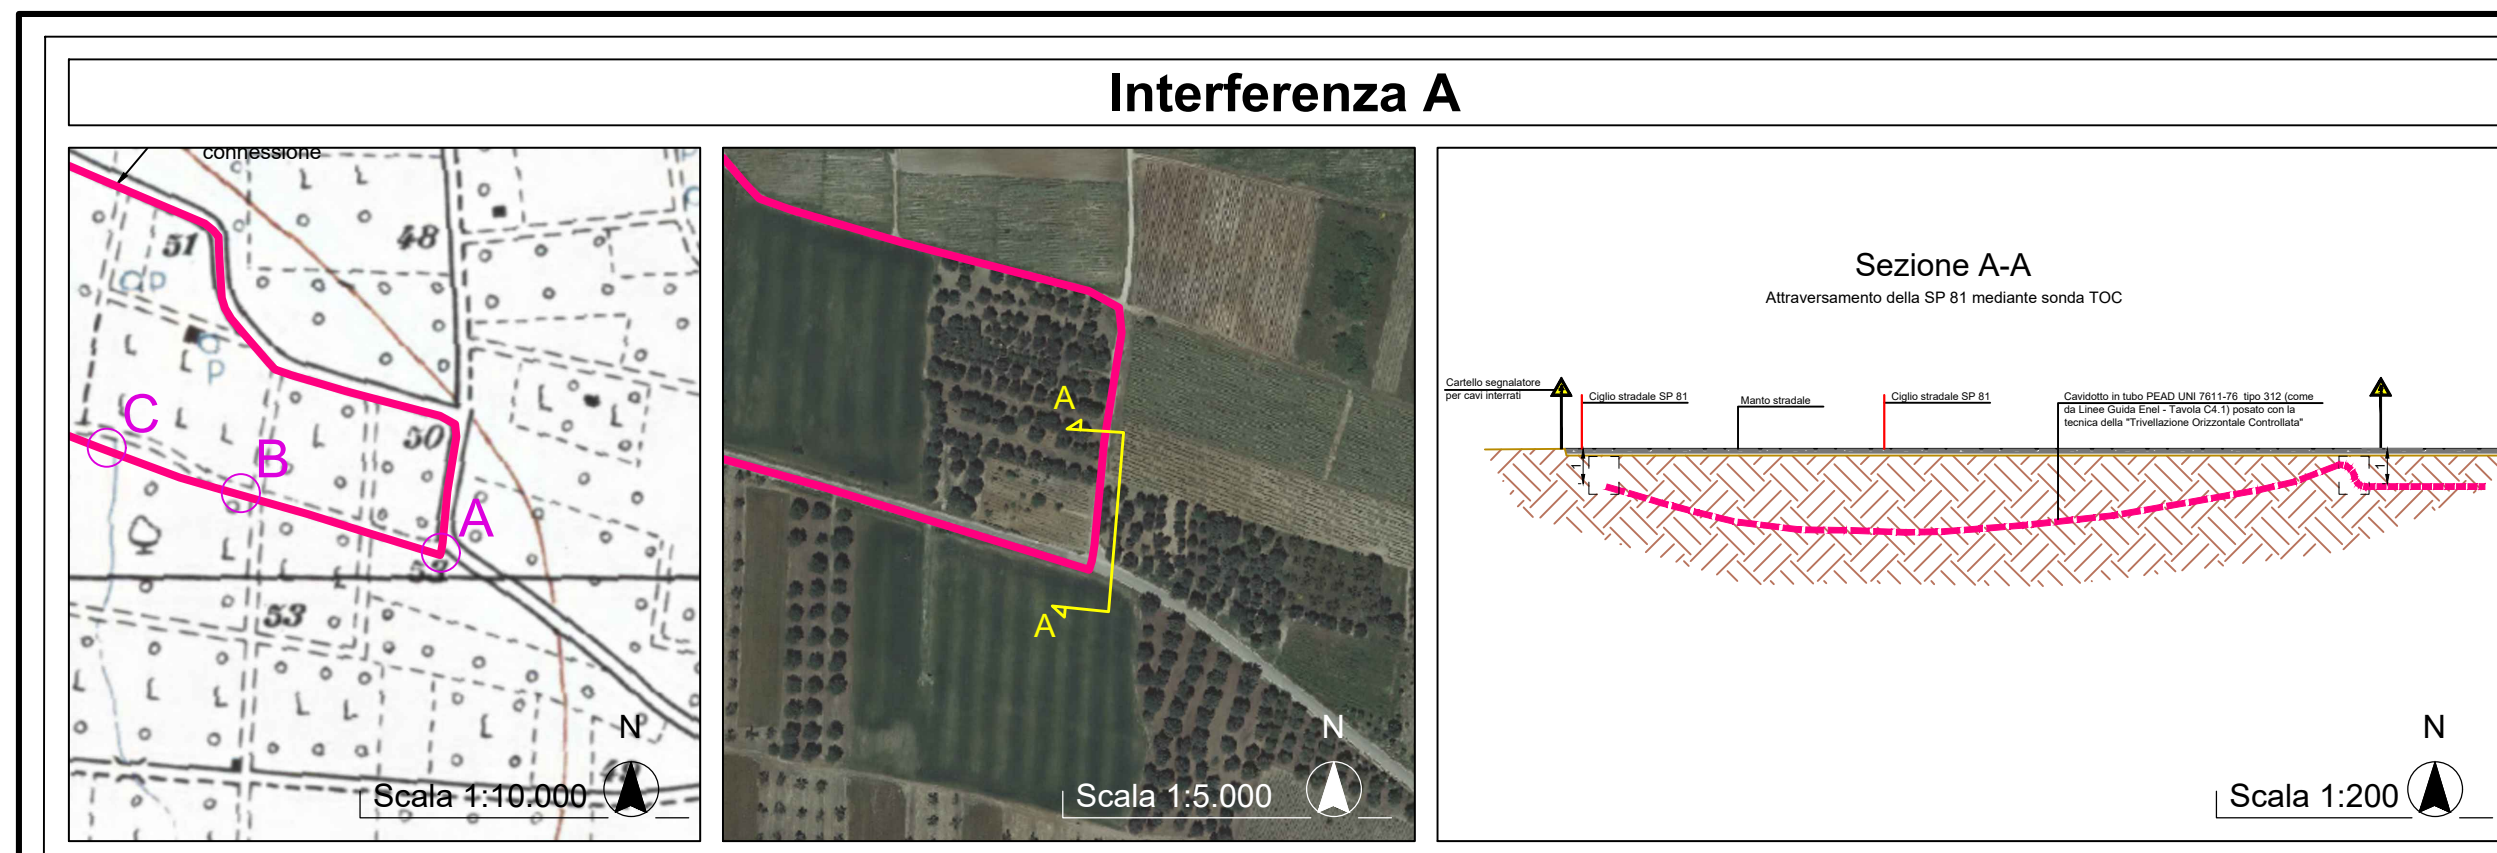 Interferenza A
connessione
51
48
C P
C
P
C
50
B
A
53
N
Scala 1:10.000
A
A
N
Scala 1:5.000
Sezione A-A
Attraversamento della SP 81 mediante sonda TOC
Cartello segnalatore
per cavi interrati
Ciglio stradale SP 81
Manto stradale
Ciglio stradale SP 81
Cavidotto in tubo PEAD UNI 7611-76 tipo 312 (come
da Linee Guida Enel - Tavola C4.1) posato con la
tecnica della "Trivellazione Orizzontale Controllata"
1
1
N
Scala 1:200